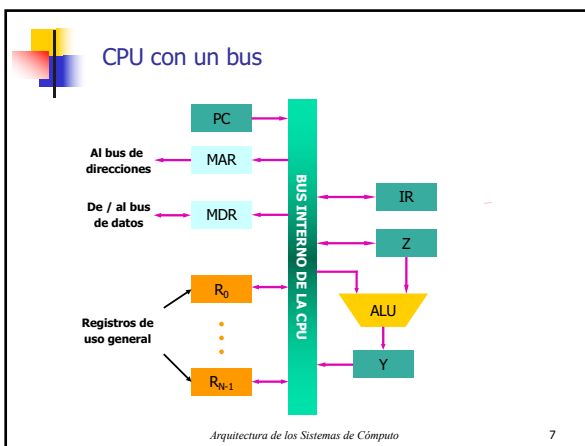 CPU con un bus
PC
Al bus de
direcciones
MAR
De / al bus
de datos
MDR
BUS INTERNO DE LA CPU
IR
Z
ALU
Y
R0
Registros de
uso general
RN-1
Arquitectura de los Sistemas de Cómputo
7